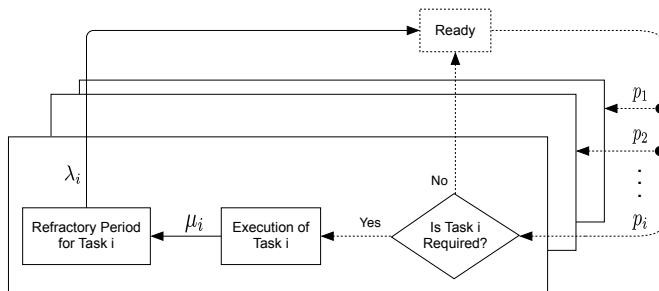 Ready
p₁
p₂
⋮
λᵢ
No
Refractory Period
for Task i
μᵢ
Execution of
Task i
Yes
Is Task i
Required?
pᵢ